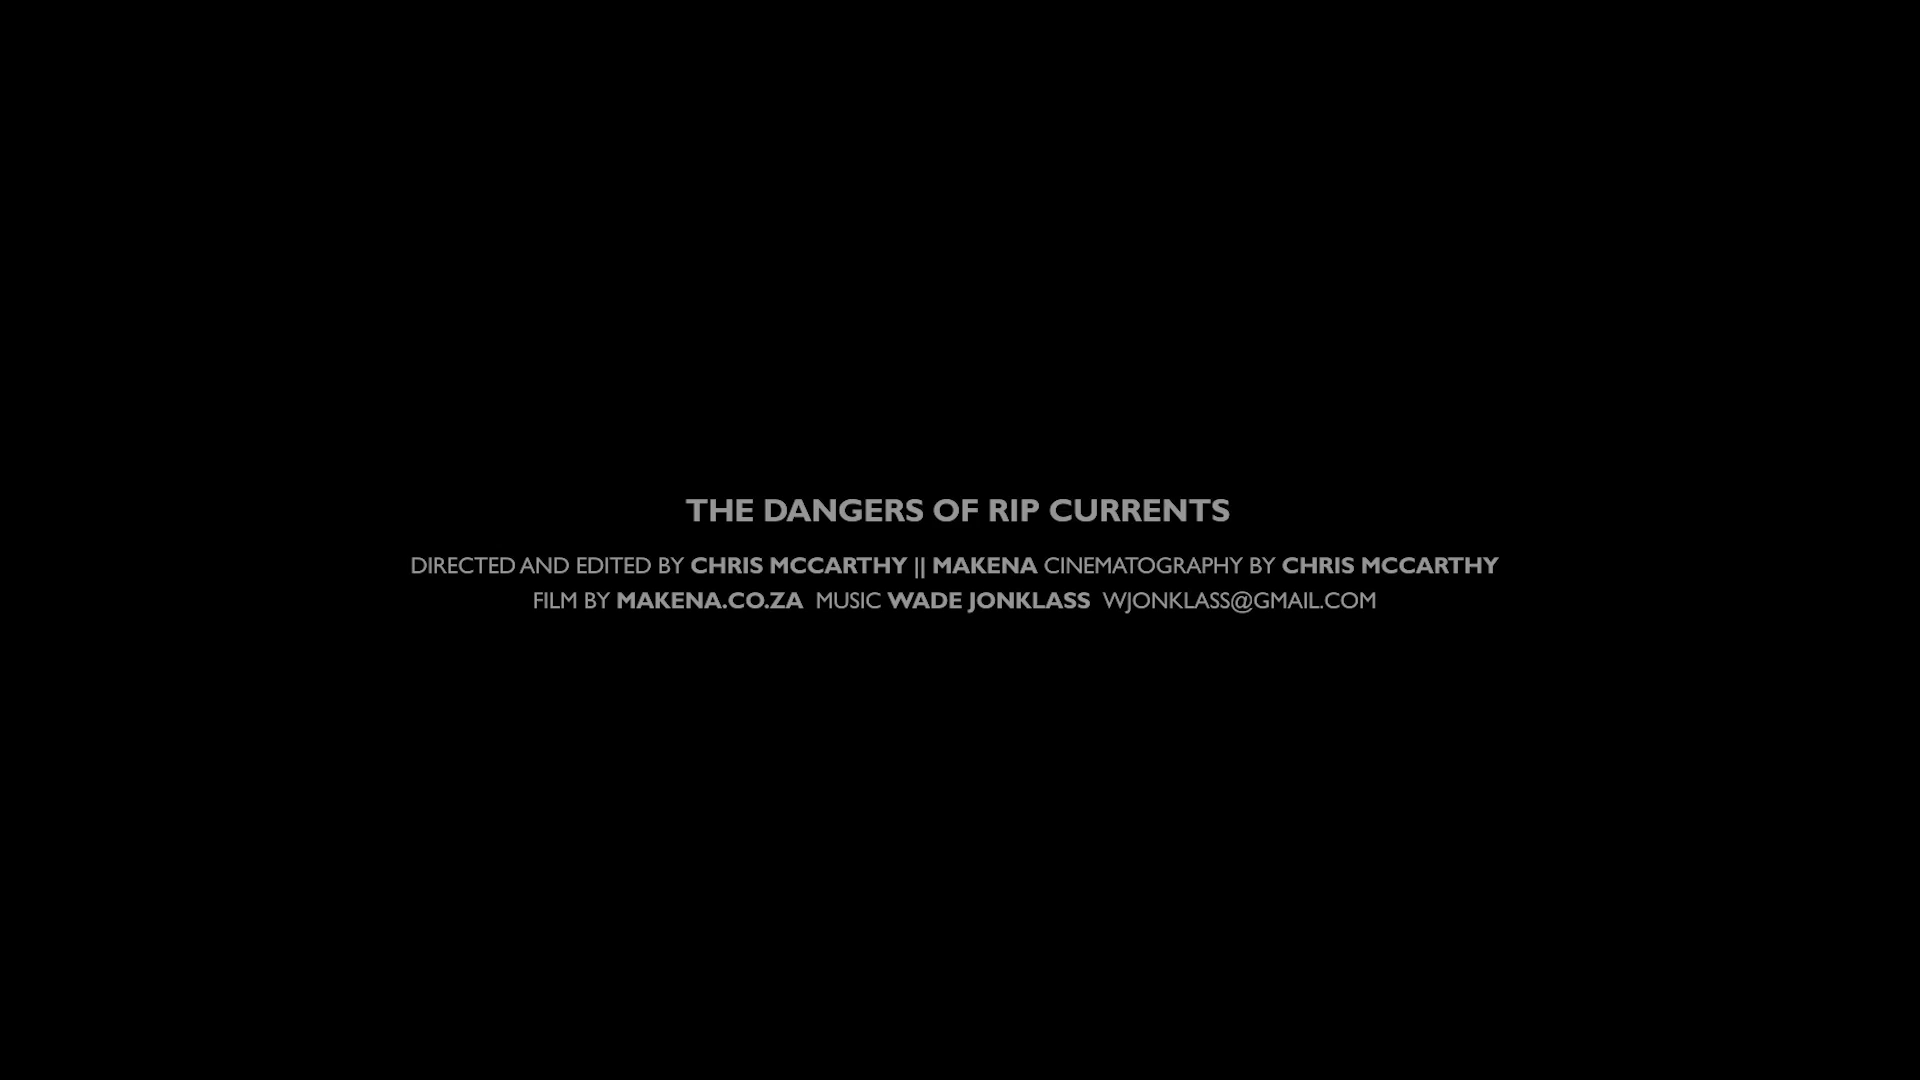 THE DANGERS OF RIP CURRENTS
DIRECTED AND EDITED BY CHRIS MCCARTHY || MAKENA CINEMATOGRAPHY BY CHRIS MCCARTHY
FILM BY MAKENA.CO.ZA MUSIC WADE JONKLASS WJONKLASS@GMAIL.COM